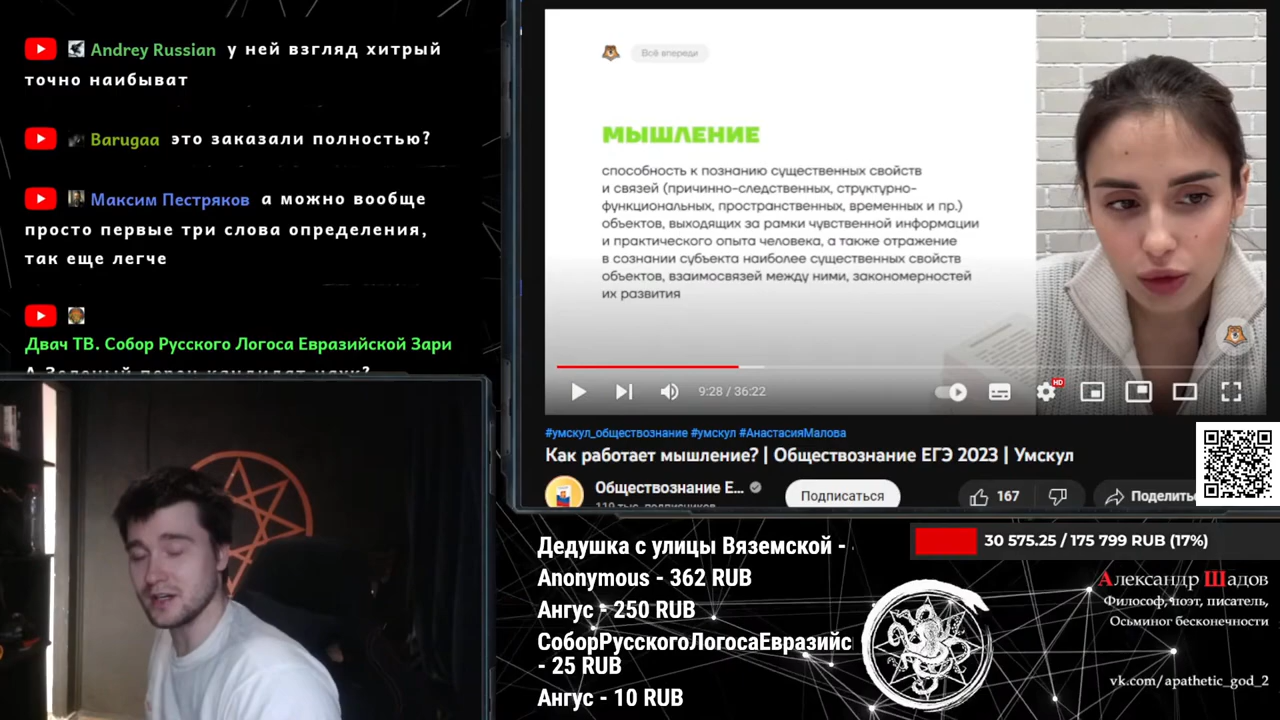 Andrey Russian у ней взгляд хитрый
точно наибыват
Barugaa это заказали полностью?
Максим Пестряков а можно вообще
просто первые три слова определения,
так еще легче
Двач ТВ. Собор Русского Логоса Евразийской Зари
Всё впереди
МЫШЛЕНИЕ
способность к познанию существенных свойств
и связей (причинно-следственных, структурно-
функциональных, пространственных, временных и пр.)
объектов, выходящих за рамки чувственной информации
и практического опыта человека, а также отражение
в сознании субъекта наиболее существенных свойств
объектов, взаимосвязей между ними, закономерностей
их развития
9:28 / 36:22
HD
#умскул_обществознание #умскул #АнастасияМалова
Как работает мышление? | Обществознание ЕГЭ 2023 | Умскул
Обществознание Е...
Подписаться
167
Поделить
30 575.25 / 175 799 RUB (17%)
Дедушка с улицы Вяземской -
Anonymous - 362 RUB
Ангус - 250 RUB
СоборРусскогоЛогосаЕвразийс
- 25 RUB
Ангус - 10 RUB
Александр Шадов
Философ, поэт, писатель,
Осьминог бесконечности
vk.com/apathetic_god_2